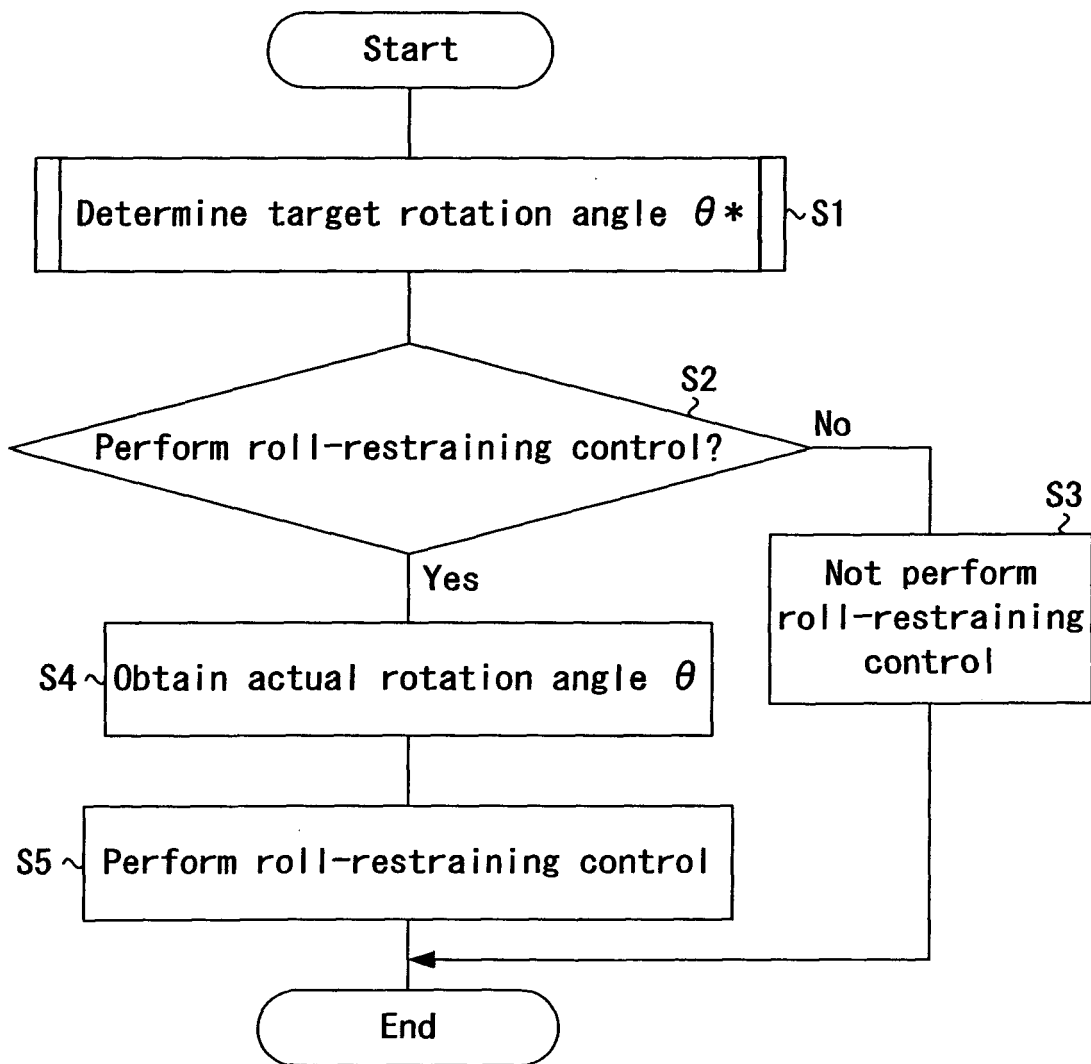 Start
Determine target rotation angle θ*
S1
S2
Perform roll-restraining control?
No
S3
Yes
Not perform
roll-restraining
control
S4
Obtain actual rotation angle θ
S5
Perform roll-restraining control
End